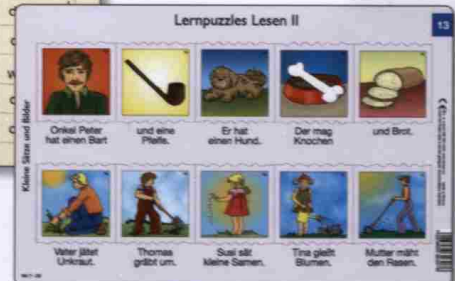 Lernpuzzles Lesen II
13
Kleine Sätze und Bilder
Onkel Peter
hat einen Bart
und eine
Pfeife.
Er hat
einen Hund.
Der mag
Knochen
und Brot.
Vater jätet
Unkraut.
Thomas
gräbt um.
Susi sät
kleine Samen.
Tina gießt
Blumen.
Mutter mäht
den Rasen.